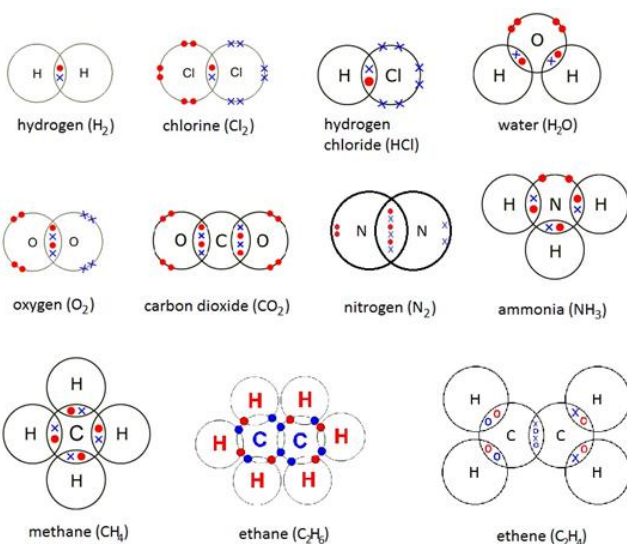 H H
Cl Cl
H Cl
O
H H
hydrogen (H₂)
chlorine (Cl₂)
hydrogen
chloride (HCl)
water (H₂O)
O O
O C O
N N
H N H
H
oxygen (O₂)
carbon dioxide (CO₂)
nitrogen (N₂)
ammonia (NH₃)
H
H C H
H
H H
H C C H
H H
H H
C C
H H
methane (CH₄)
ethane (C₂H₆)
ethene (C₂H₄)